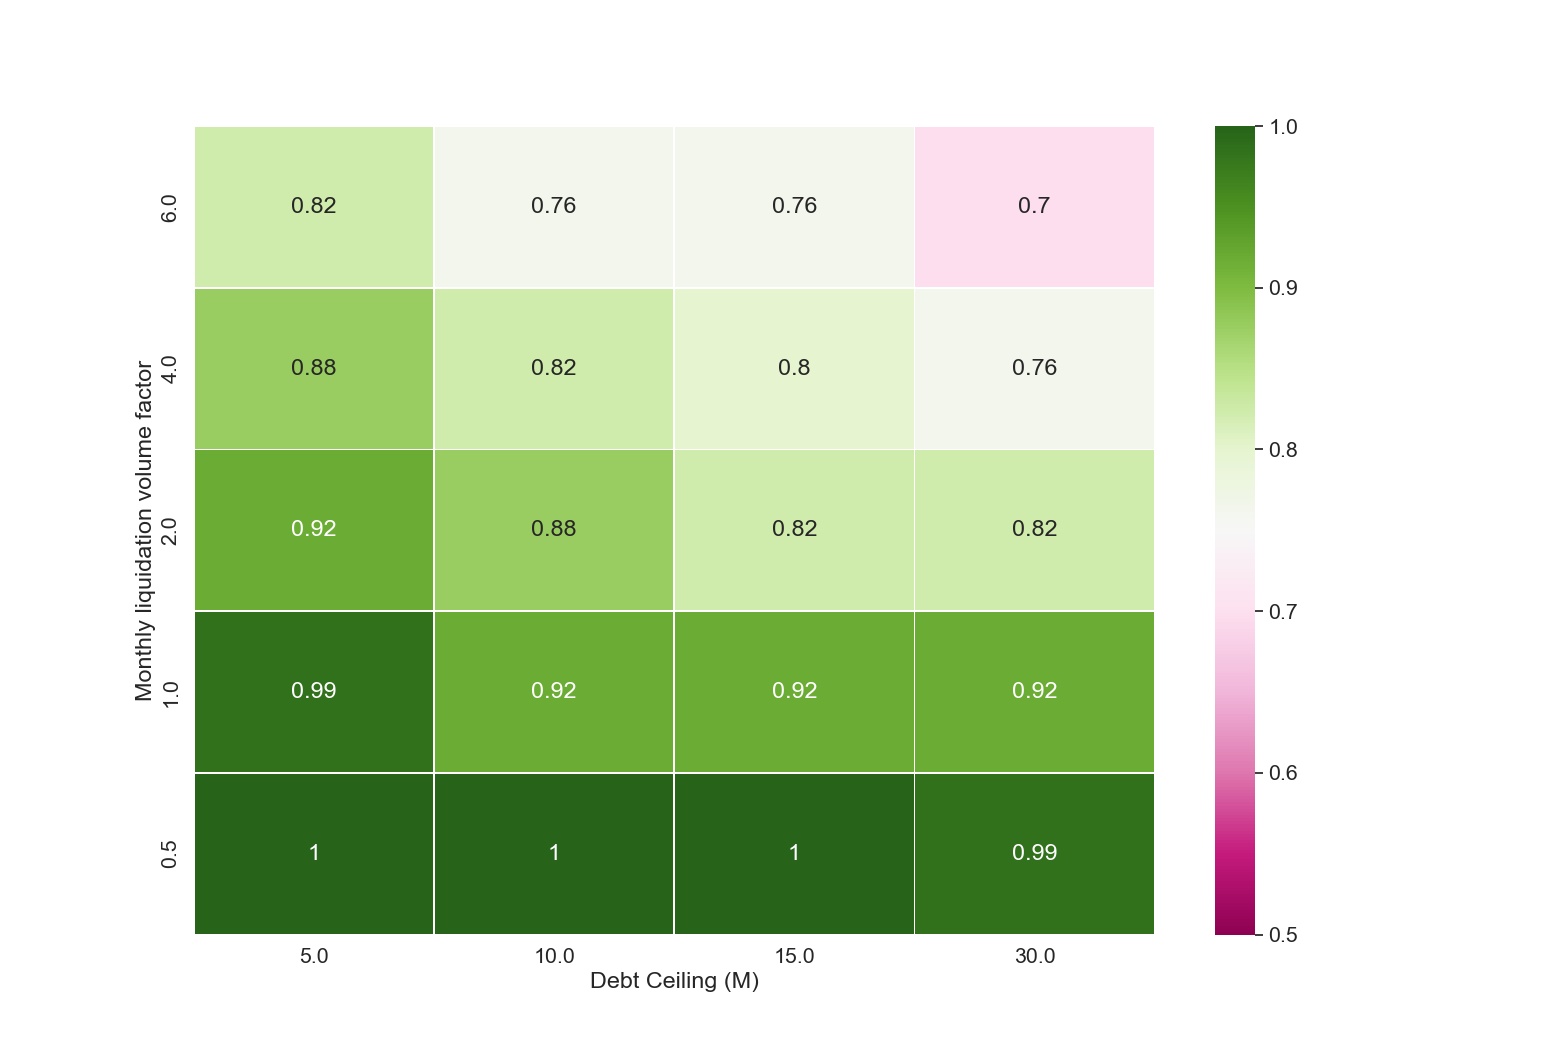 Monthly liquidation volume factor
6.0 0.82 0.76 0.76 0.7
4.0 0.88 0.82 0.8 0.76
2.0 0.92 0.88 0.82 0.82
1.0 0.99 0.92 0.92 0.92
0.5 1 1 1 0.99
5.0 10.0 15.0 30.0
Debt Ceiling (M)
1.0
0.9
0.8
0.7
0.6
0.5